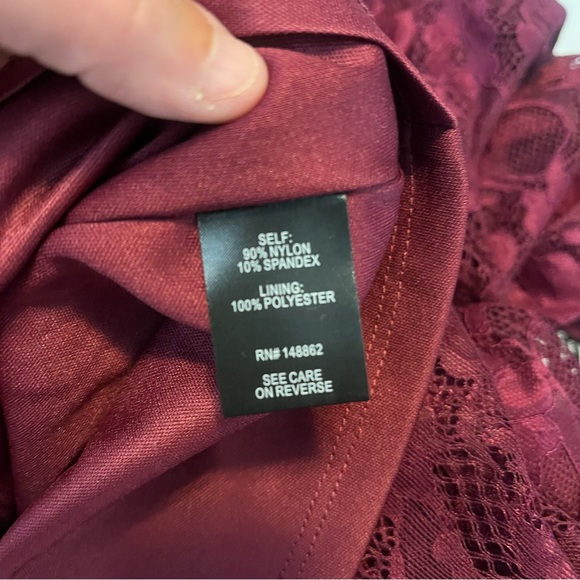 SELF:
90% NYLON
10% SPANDEX
LINING:
100% POLYESTER
RN# 148862
SEE CARE
ON REVERSE